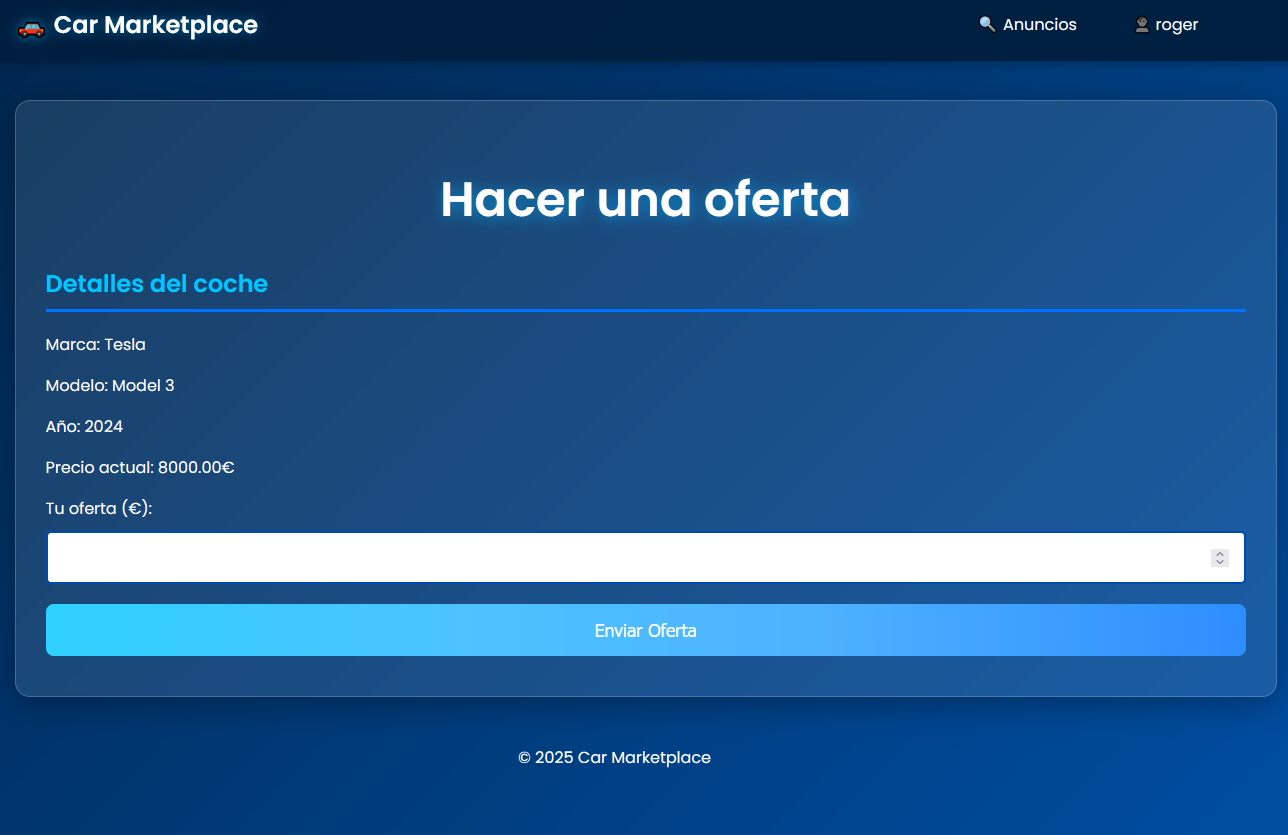 Car Marketplace
Anuncios
roger
Hacer una oferta
Detalles del coche
Marca: Tesla
Modelo: Model 3
Año: 2024
Precio actual: 8000.00€
Tu oferta (€):
Enviar Oferta
© 2025 Car Marketplace